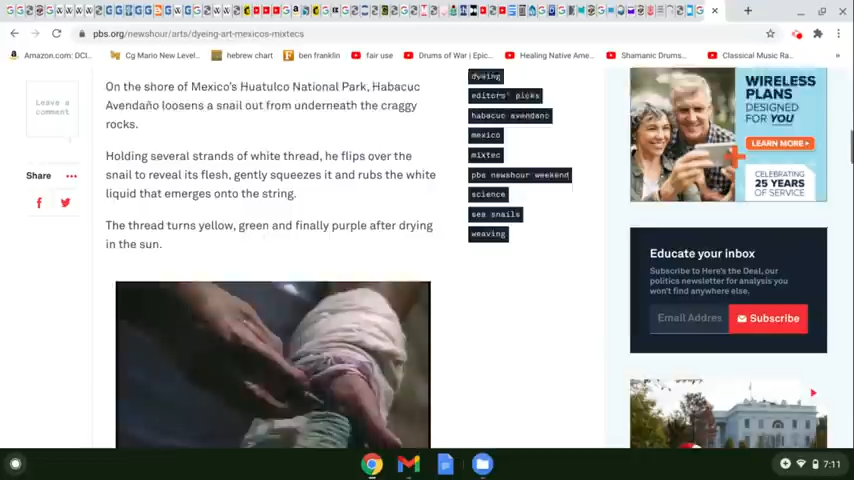 pbs.org/newshour/arts/dyeing-art-mexicos-mixtecs
Amazon.com: DCI... Cg Mario New Level... hebrew chart ben franklin fair use Drums of War | Epic... Healing Native Ame... Shamanic Drums... Classical Music Ra...
Leave a
comment
Share
On the shore of Mexico's Huatulco National Park, Habacuc
Avendaño loosens a snail out from underneath the craggy
rocks.
Holding several strands of white thread, he flips over the
snail to reveal its flesh, gently squeezes it and rubs the white
liquid that emerges onto the string.
The thread turns yellow, green and finally purple after drying
in the sun.
dyeing
editors' picks
habacuc avendano
mexico
mixtec
pbs newshour weekend
science
sea snails
weaving
WIRELESS
PLANS
DESIGNED
FOR YOU
LEARN MORE
CELEBRATING
25 YEARS
OF SERVICE
Educate your inbox
Subscribe to Here's the Deal, our
politics newsletter for analysis you
won't find anywhere else.
Email Addres Subscribe
7:11